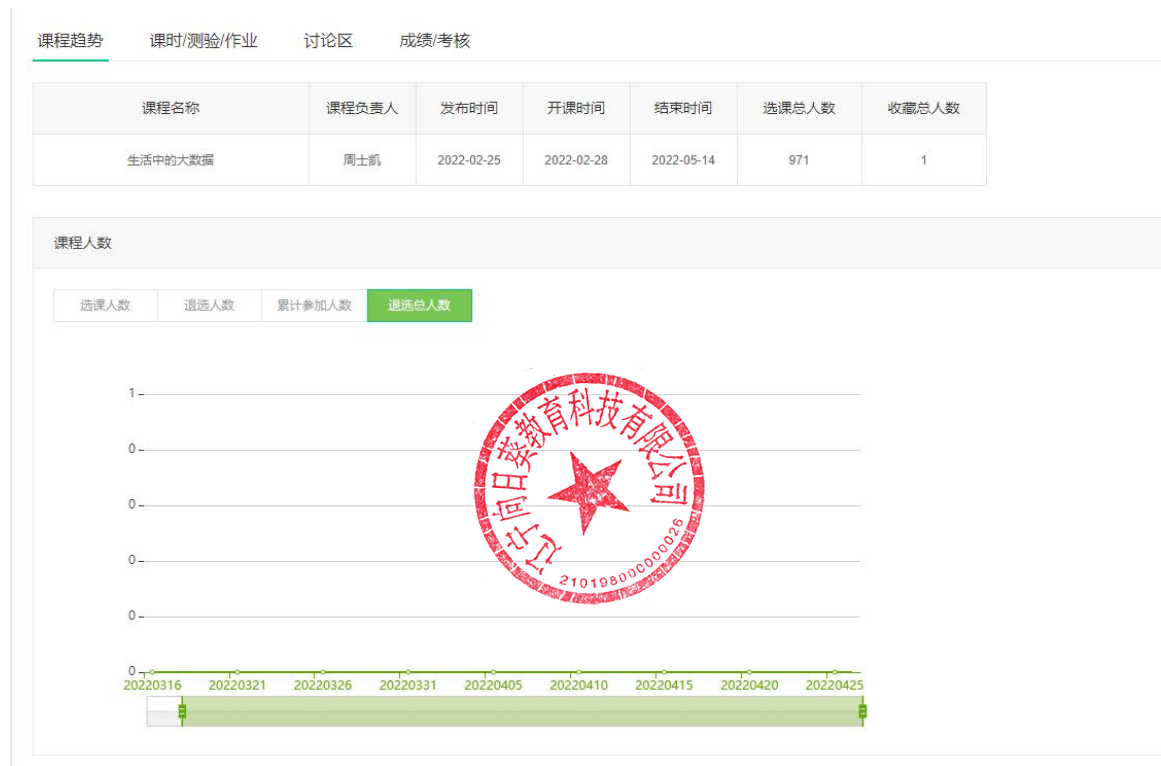 课程趋势 课时/测验/作业 讨论区 成绩/考核
课程名称 课程负责人 发布时间 开课时间 结束时间 选课总人数 收藏总人数
生活中的大数据 周士凯 2022-02-25 2022-02-28 2022-05-14 971 1
课程人数
选课人数 退选人数 累计参加人数 退选总人数
1
0
0
0
0
0
20220316 20220321 20220326 20220331 20220405 20220410 20220415 20220420 20220425
辽宁向日葵教育科技有限公司
2101980000000026